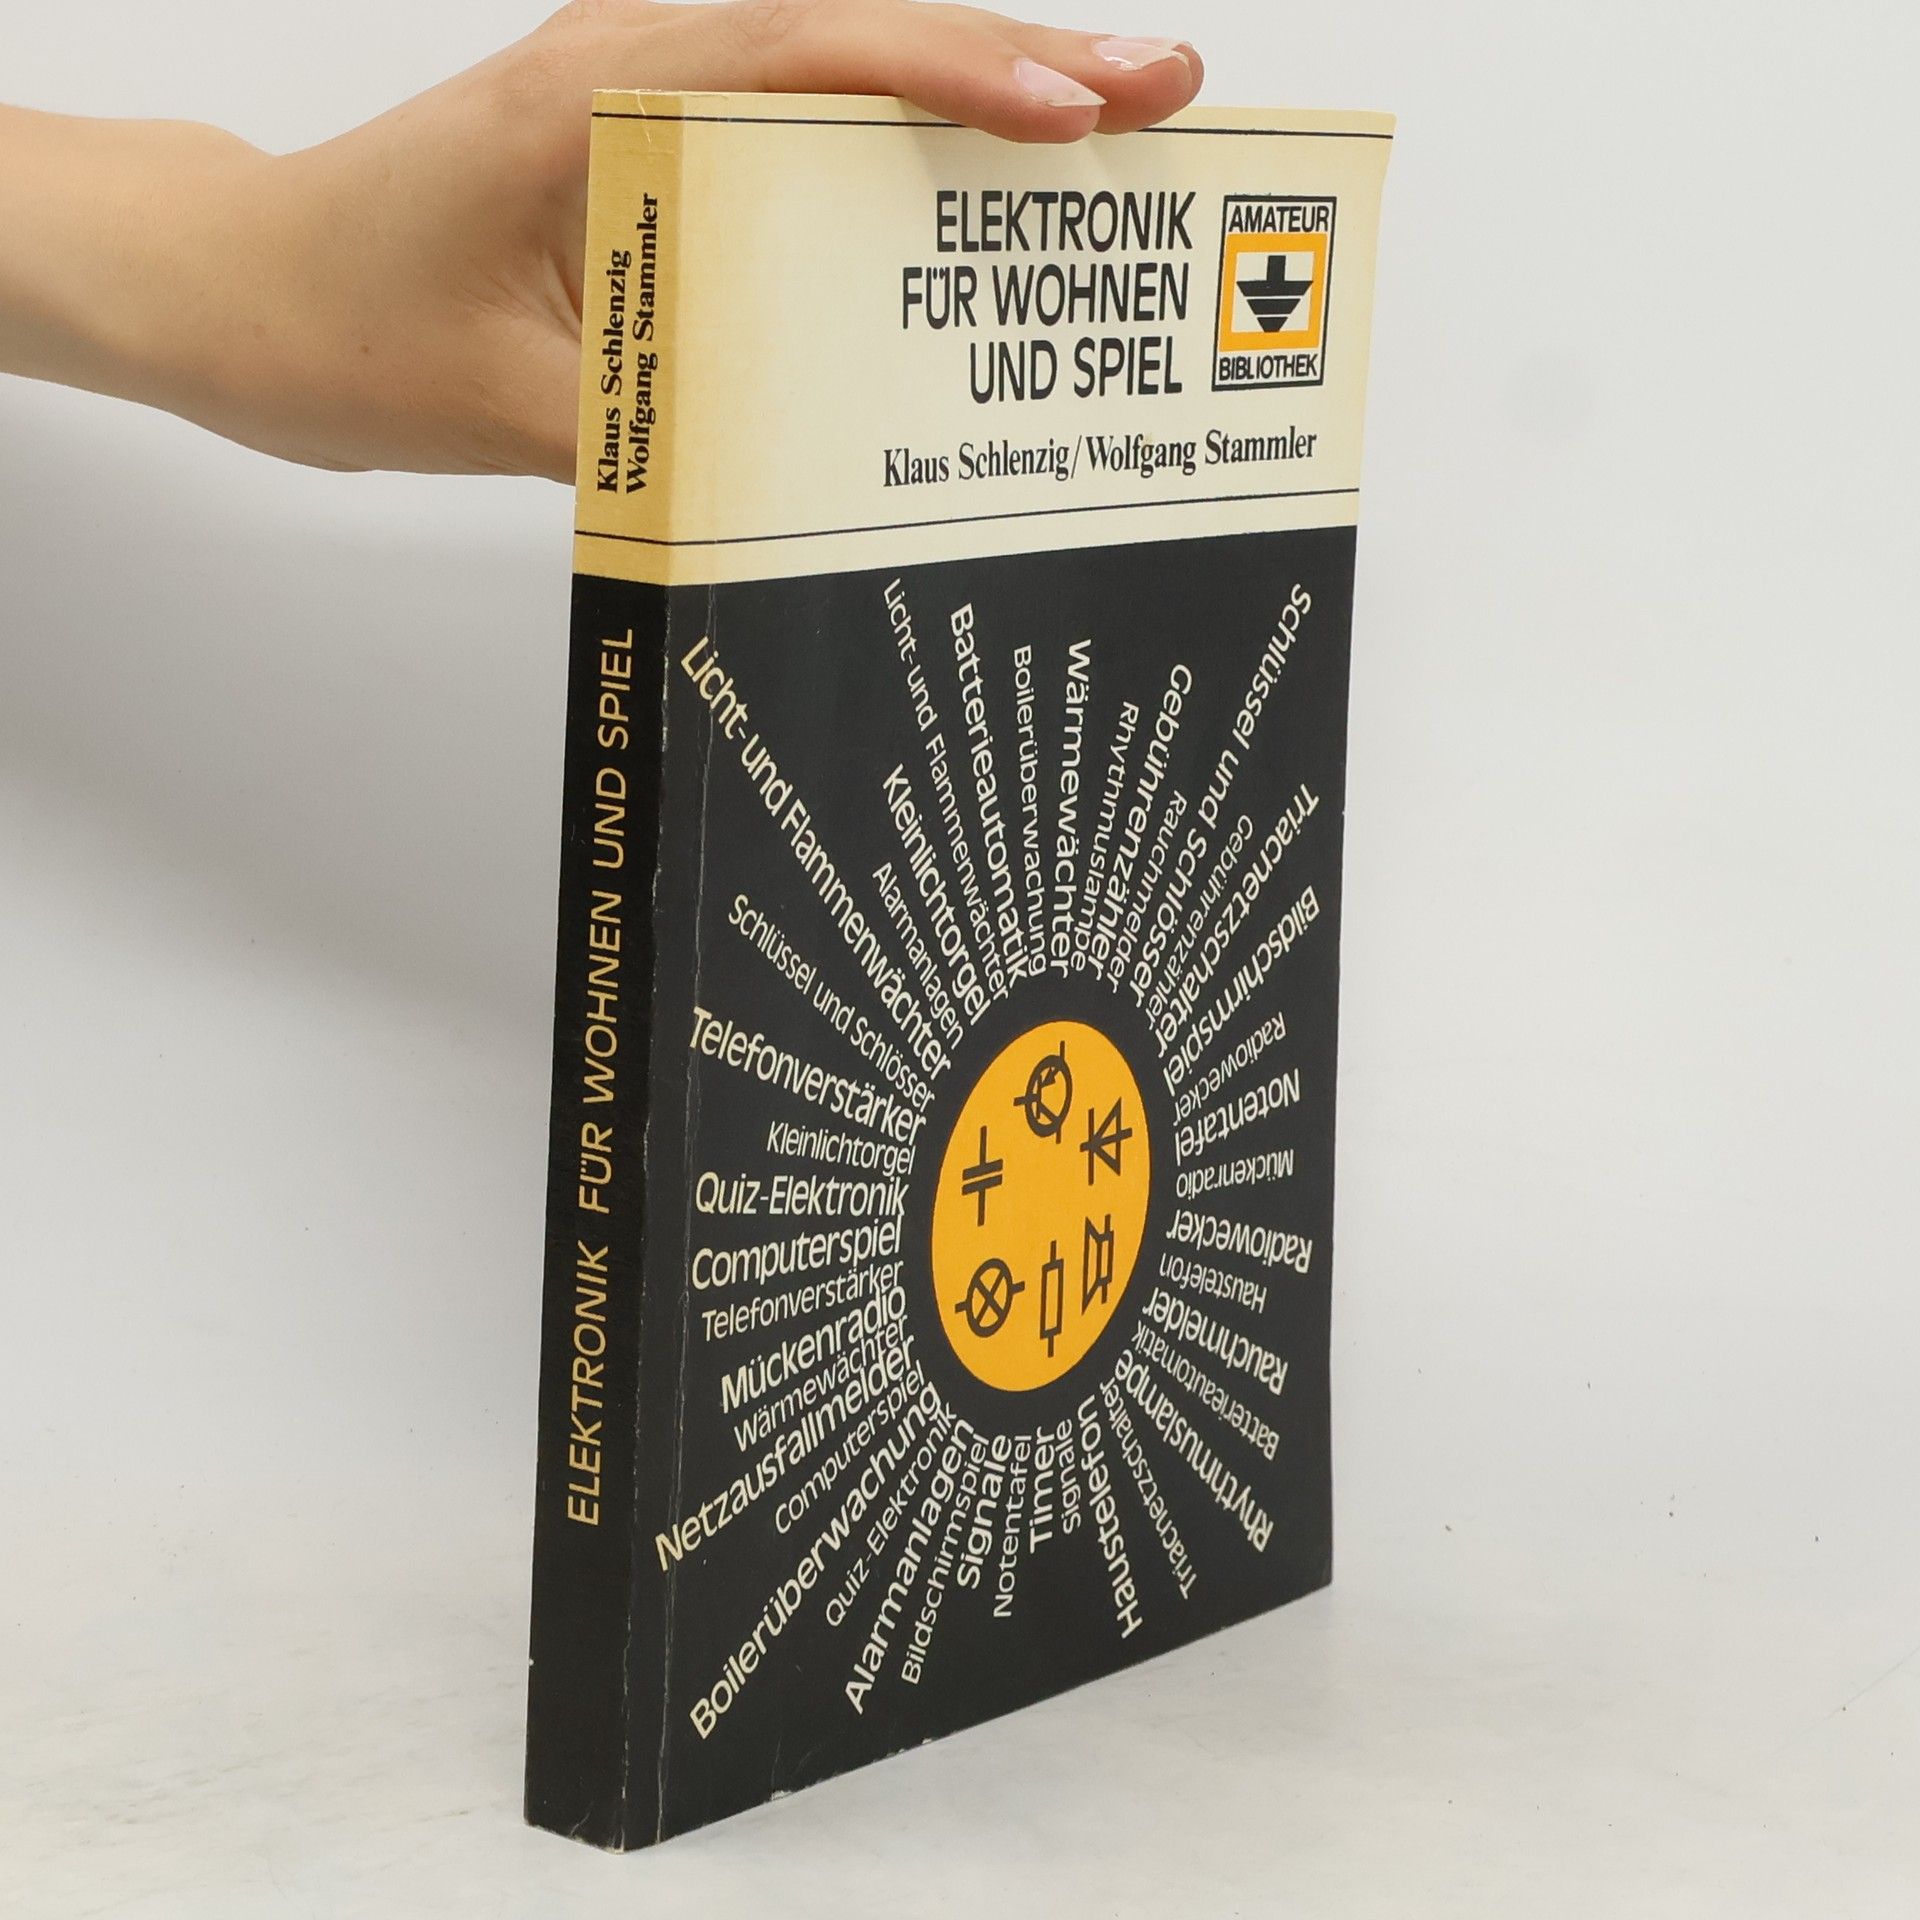 Klaus Schlenzig
Wolfgang Stammler
ELEKTRONIK FÜR WOHNEN UND SPIEL
ELEKTRONIK
FÜR WOHNEN
UND SPIEL
AMATEUR
BIBLIOTHEK
Klaus Schlenzig/Wolfgang Stammler
Licht- und Flammenwächter
Batterieautomatik
Boilerüberwachung
Wärmewächter
Rhythmuslampe
Gebührenzähler
Rauchmelder
Schlüssel und Schlösser
Gebührenzähler
Triacnetzschalter
Bildschirmspiel
Radiowecker
Notentafel
Mückenradio
Radiowecker
Haustelefon
Rauchmelder
Batterieautomatik
Rhythmuslampe
Triacnetzschalter
Haustelefon
Signale
Timer
Notentafel
Signale
Bildschirmspiel
Alarmanlagen
Quiz-Elektronik
Boilerüberwachung
Computerspiel
Netzausfallmelder
Wärmewächter
Mückenradio
Telefonverstärker
Computerspiel
Quiz-Elektronik
Kleinlichtorgel
Telefonverstärker
Schlüssel und Schlösser
Licht- und Flammenwächter
Alarmanlagen
Kleinlichtorgel